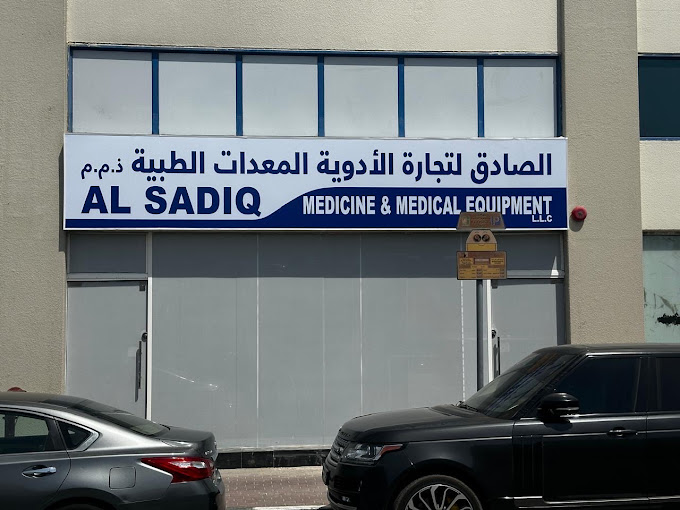 الصادق لتجارة الأدوية المعدات الطبية ذ.م.م
AL SADIQ MEDICINE & MEDICAL EQUIPMENT
L.L.C